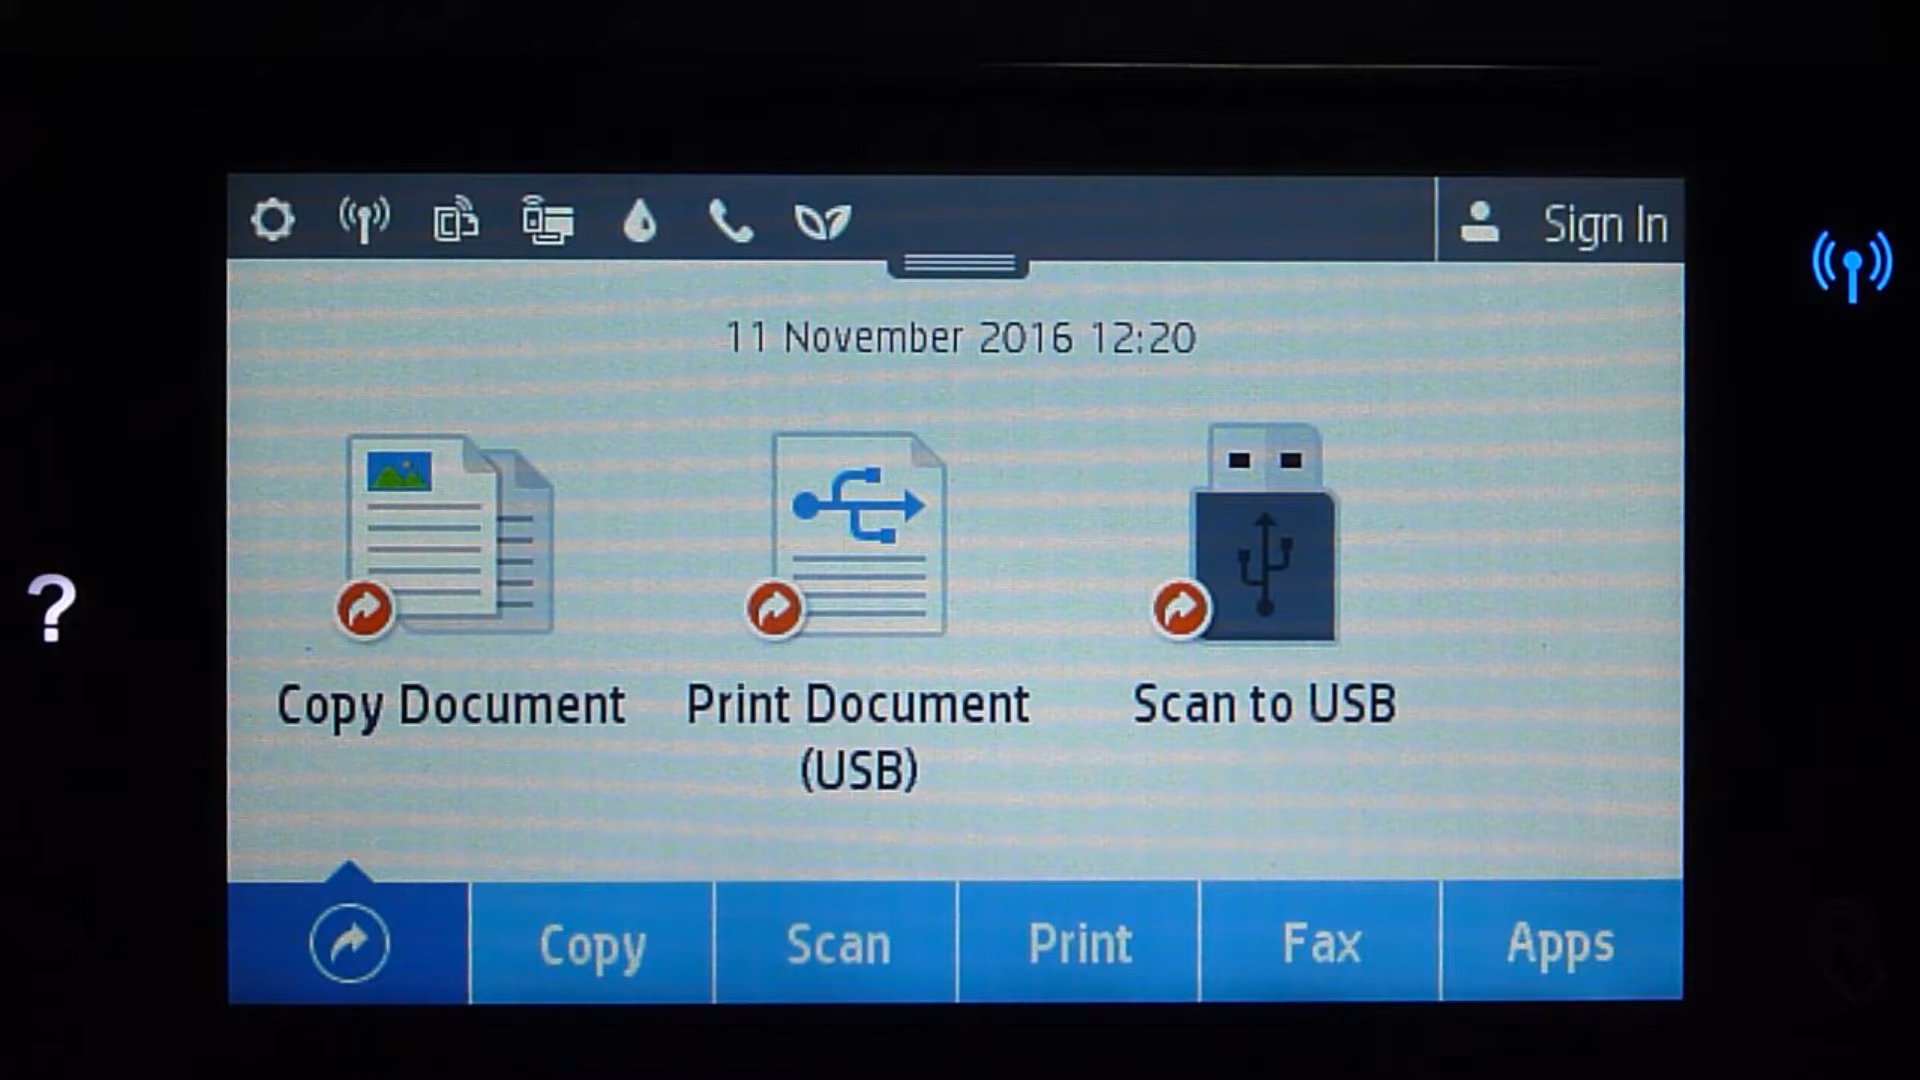 Sign In
11 November 2016 12:20
Copy Document
Print Document
(USB)
Scan to USB
?
Copy
Scan
Print
Fax
Apps